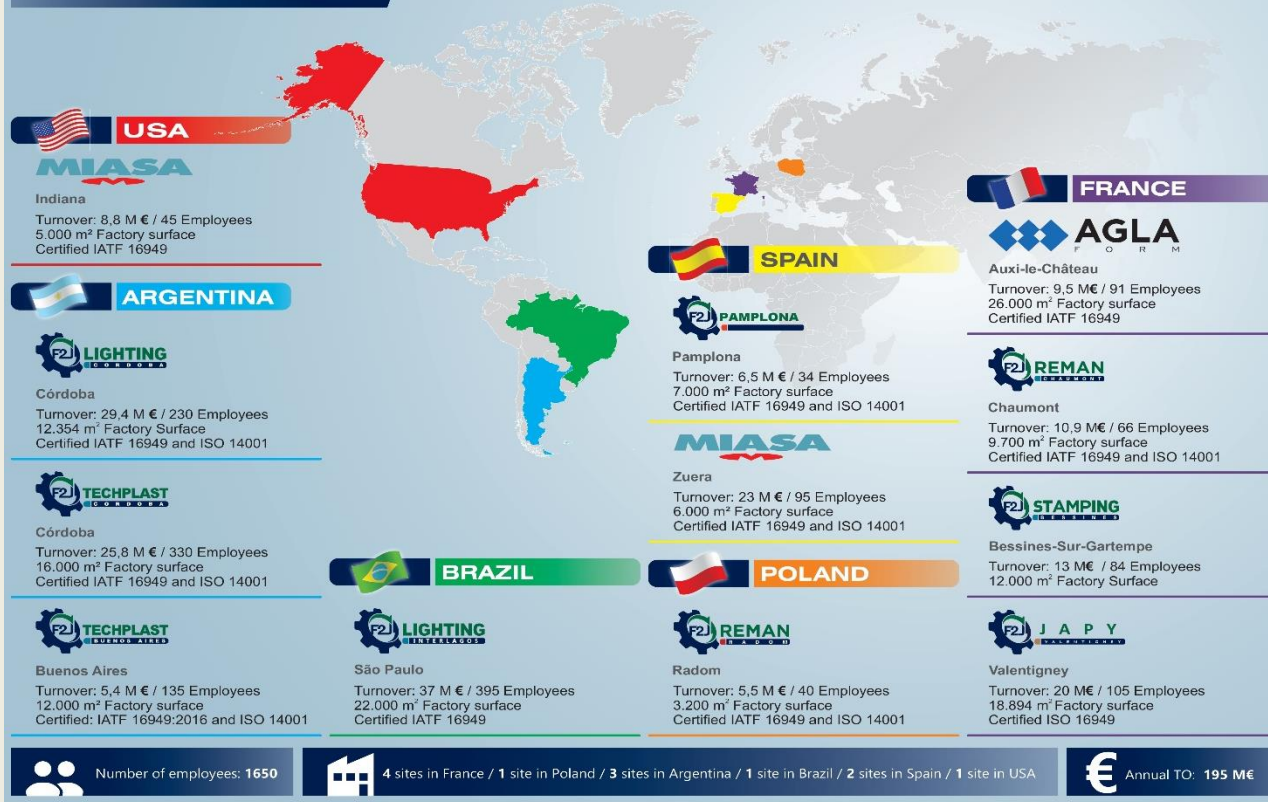 USA
MIASA
Indiana
Turnover: 8,8 M € / 45 Employees
5.000 m² Factory surface
Certified IATF 16949
ARGENTINA
F2J LIGHTING
CORDOBA
Córdoba
Turnover: 29,4 M € / 230 Employees
12.354 m² Factory Surface
Certified IATF 16949 and ISO 14001
F2J TECHPLAST
CORDOBA
Córdoba
Turnover: 25,8 M € / 330 Employees
16.000 m² Factory surface
Certified IATF 16949 and ISO 14001
F2J TECHPLAST
BUENOS AIRES
Buenos Aires
Turnover: 5,4 M € / 135 Employees
12.000 m² Factory surface
Certified: IATF 16949:2016 and ISO 14001
BRAZIL
F2J LIGHTING
INTERLAGOS
São Paulo
Turnover: 37 M € / 395 Employees
22.000 m² Factory surface
Certified IATF 16949
SPAIN
F2J PAMPLONA
Pamplona
Turnover: 6,5 M € / 34 Employees
7.000 m² Factory surface
Certified IATF 16949 and ISO 14001
MIASA
Zuera
Turnover: 23 M € / 95 Employees
6.000 m² Factory surface
Certified IATF 16949 and ISO 14001
POLAND
F2J REMAN
RADOM
Radom
Turnover: 5,5 M € / 40 Employees
3.200 m² Factory surface
Certified IATF 16949 and ISO 14001
FRANCE
AGLA
FORM
Auxi-le-Château
Turnover: 9,5 M€ / 91 Employees
26.000 m² Factory surface
Certified IATF 16949
F2J REMAN
CHAUMONT
Chaumont
Turnover: 10,9 M€ / 66 Employees
9.700 m² Factory surface
Certified IATF 16949 and ISO 14001
F2J STAMPING
BESSINES
Bessines-Sur-Gartempe
Turnover: 13 M€ / 84 Employees
12.000 m² Factory Surface
F2J JAPY
VALENTIGNEY
Valentigney
Turnover: 20 M€ / 105 Employees
18.894 m² Factory surface
Certified ISO 16949
Number of employees: 1650
4 sites in France / 1 site in Poland / 3 sites in Argentina / 1 site in Brazil / 2 sites in Spain / 1 site in USA
€ Annual TO: 195 M€